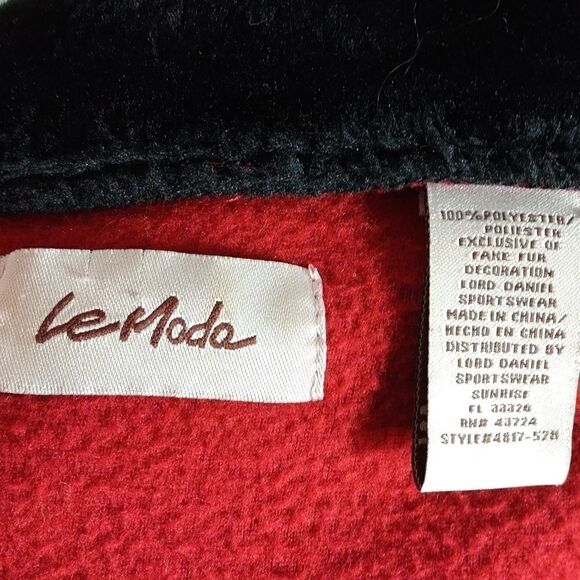 Le Moda
100%POLYESTER/
POLIESTER
EXCLUSIVE OF
FAKE FUR
DECORATION
LORD DANIEL
SPORTSWEAR
MADE IN CHINA/
HECHO EN CHINA
DISTRIBUTED BY
LORD DANIEL
SPORTSWEAR
SUNRISE
FL 33326
RN# 43724
STYLE#4817-528